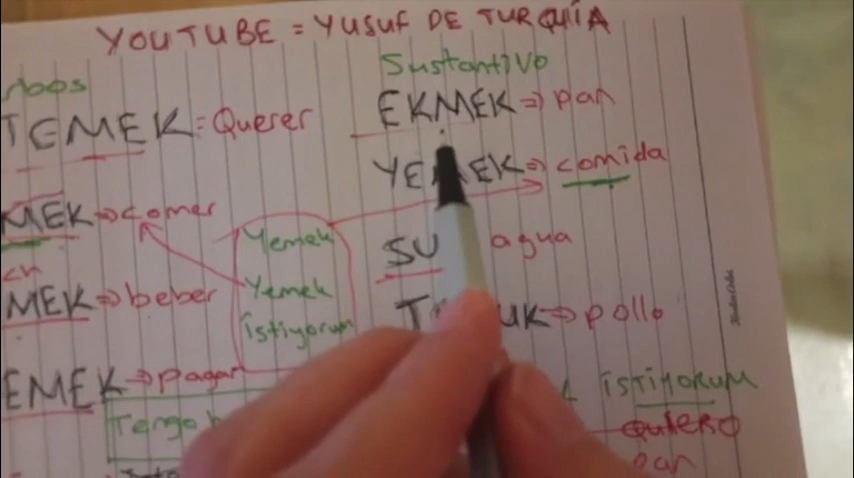 YOUTUBE = YUSUF DE TURQUÍA
Sustantivo
TEMEK = Querer
EKMEK => pan
YEMEK => comida
MEK => comer
Yemek
SU agua
Yemek
MEK => beber
istiyorum
UK => pollo
EMEK => pagar
İSTİYORUM
Tengo
QUIERO
pan